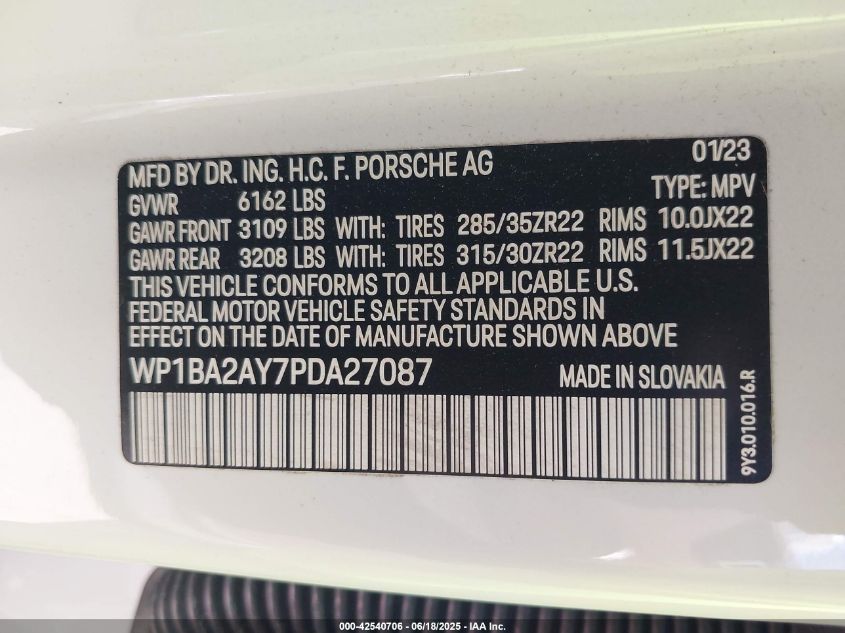 MFD BY DR. ING. H.C. F. PORSCHE AG 01/23
GVWR 6162 LBS TYPE: MPV
GAWR FRONT 3109 LBS WITH: TIRES 285/35ZR22 RIMS 10.0JX22
GAWR REAR 3208 LBS WITH: TIRES 315/30ZR22 RIMS 11.5JX22
THIS VEHICLE CONFORMS TO ALL APPLICABLE U.S.
FEDERAL MOTOR VEHICLE SAFETY STANDARDS IN
EFFECT ON THE DATE OF MANUFACTURE SHOWN ABOVE
WP1BA2AY7PDA27087 MADE IN SLOVAKIA
9Y3.010.016.R
000-42540706 - 06/18/2025 - IAA Inc.